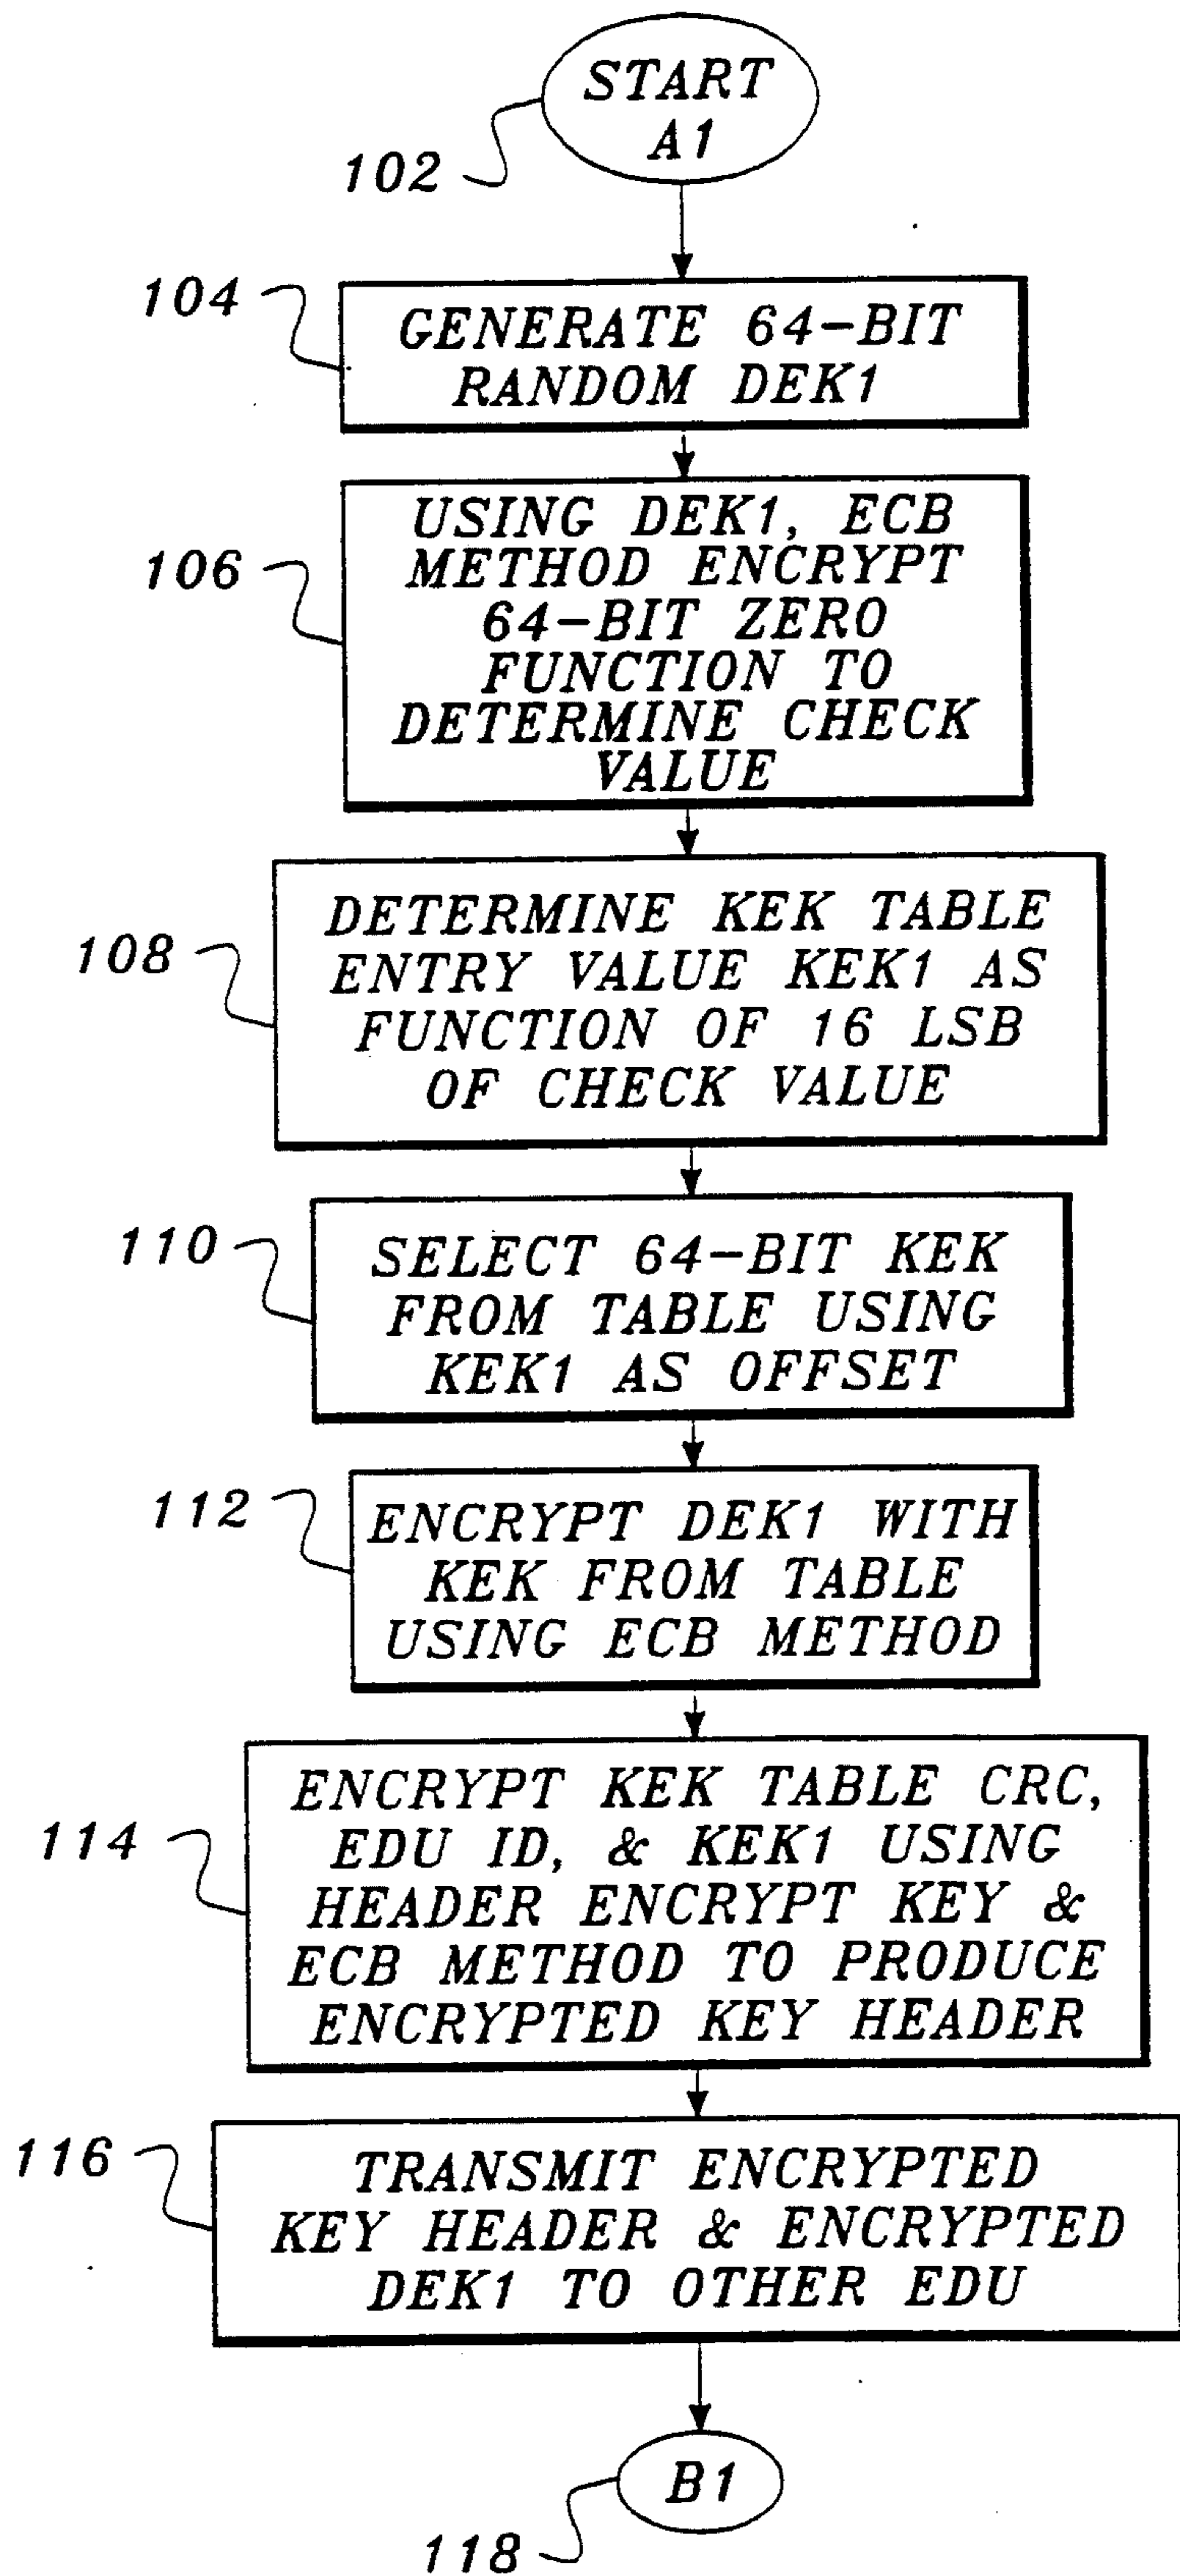 START
A1
102
104
GENERATE 64-BIT
RANDOM DEK1
106
USING DEK1, ECB
METHOD ENCRYPT
64-BIT ZERO
FUNCTION TO
DETERMINE CHECK
VALUE
108
DETERMINE KEK TABLE
ENTRY VALUE KEK1 AS
FUNCTION OF 16 LSB
OF CHECK VALUE
110
SELECT 64-BIT KEK
FROM TABLE USING
KEK1 AS OFFSET
112
ENCRYPT DEK1 WITH
KEK FROM TABLE
USING ECB METHOD
114
ENCRYPT KEK TABLE CRC,
EDU ID, & KEK1 USING
HEADER ENCRYPT KEY &
ECB METHOD TO PRODUCE
ENCRYPTED KEY HEADER
116
TRANSMIT ENCRYPTED
KEY HEADER & ENCRYPTED
DEK1 TO OTHER EDU
B1
118